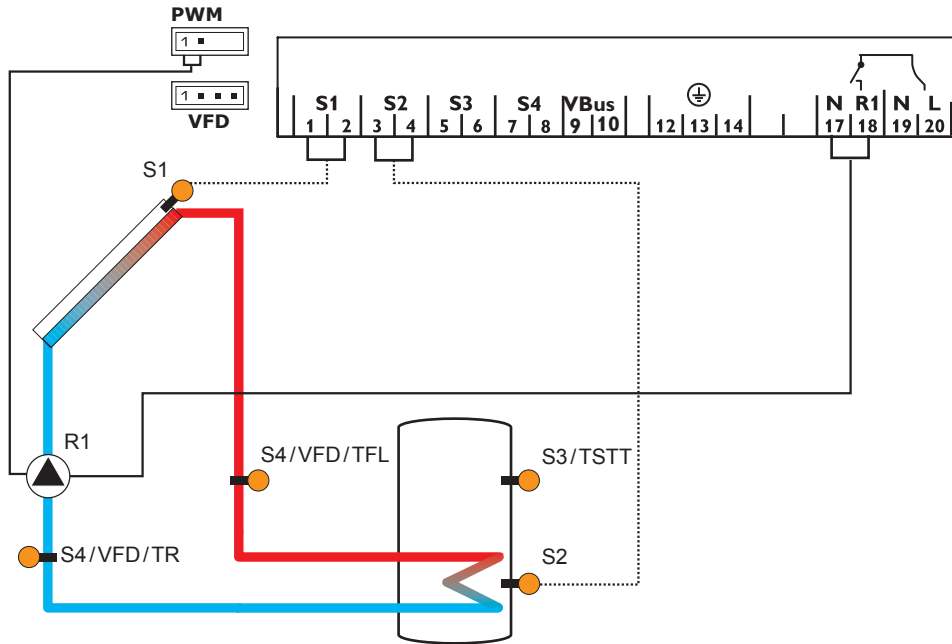 PWM
1
1
VFD
S1 S2 S3 S4 VBus N R1 N L
1 2 3 4 5 6 7 8 9 10 12 13 14 17 18 19 20
S1
R1
S4/VFD/TFL
S3/TSTT
S4/VFD/TR
S2